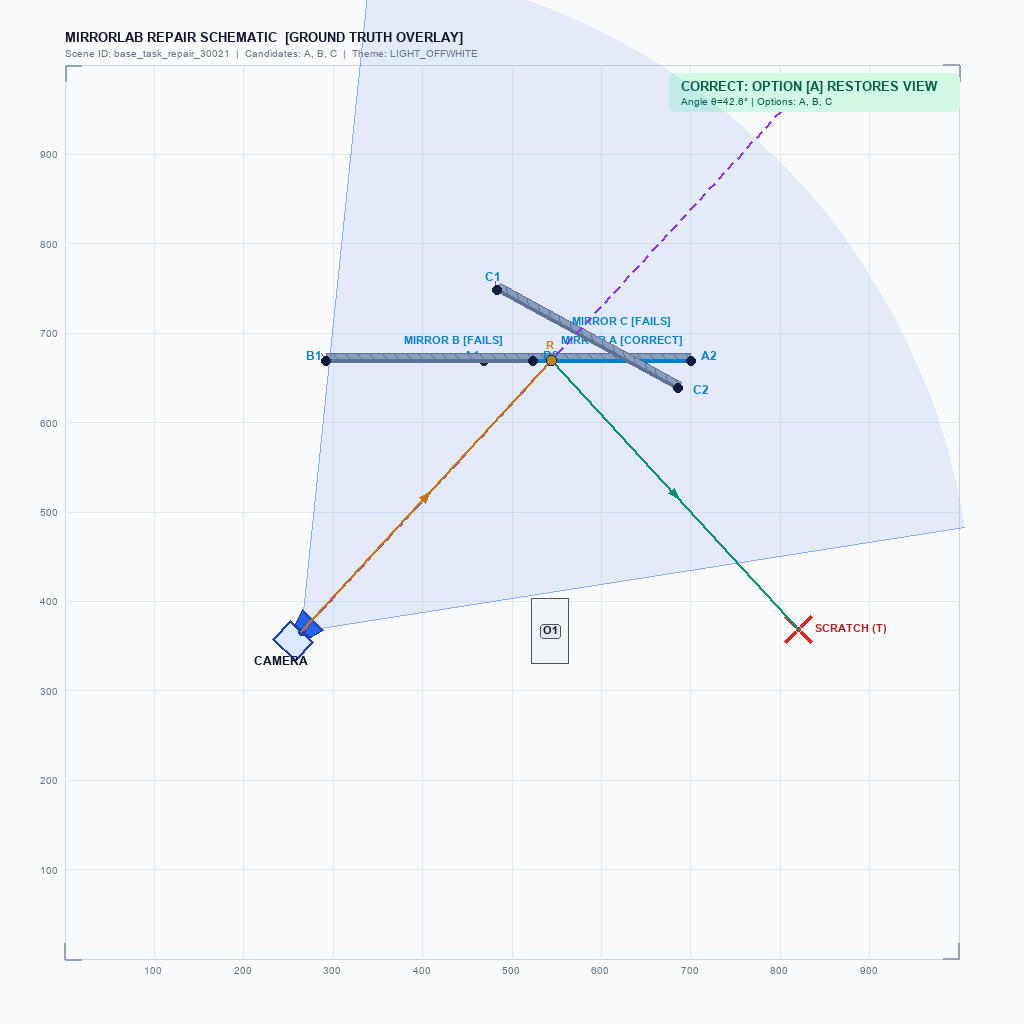 MIRRORLAB REPAIR SCHEMATIC [GROUND TRUTH OVERLAY]
Scene ID: base_task_repair_30021 | Candidates: A, B, C | Theme: LIGHT_OFFWHITE
CORRECT: OPTION [A] RESTORES VIEW
Angle θ=42.6° | Options: A, B, C
900
800
C1
700
MIRROR C [FAILS]
MIRROR B [FAILS]
R
MIRROR A [CORRECT]
B1
A2
C2
600
500
400
O1
SCRATCH (T)
CAMERA
300
200
100
100
200
300
400
500
600
700
800
900